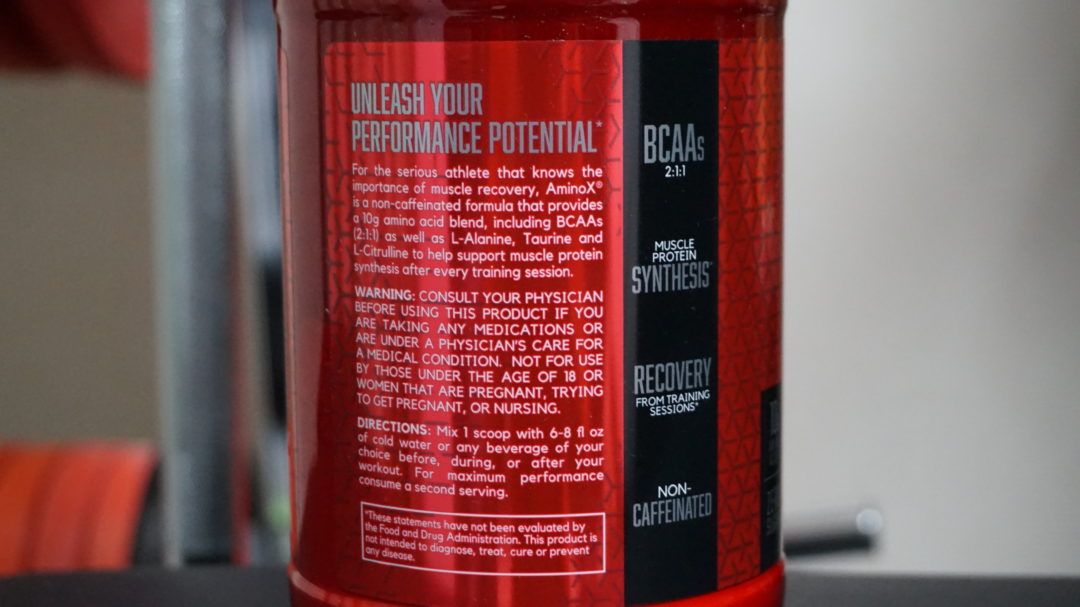 UNLEASH YOUR
PERFORMANCE POTENTIAL*
For the serious athlete that knows the
importance of muscle recovery, AminoX®
is a non-caffeinated formula that provides
a 10g amino acid blend, including BCAAs
(2:1:1) as well as L-Alanine, Taurine and
L-Citrulline to help support muscle protein
synthesis after every training session.
WARNING: CONSULT YOUR PHYSICIAN
BEFORE USING THIS PRODUCT IF YOU
ARE TAKING ANY MEDICATIONS OR
ARE UNDER A PHYSICIAN'S CARE FOR
A MEDICAL CONDITION. NOT FOR USE
BY THOSE UNDER THE AGE OF 18 OR
WOMEN THAT ARE PREGNANT, TRYING
TO GET PREGNANT, OR NURSING.
DIRECTIONS: Mix 1 scoop with 6-8 fl oz
of cold water or any beverage of your
choice before, during, or after your
workout. For maximum performance
consume a second serving.
*These statements have not been evaluated by
the Food and Drug Administration. This product is
not intended to diagnose, treat, cure or prevent
any disease.
BCAAs
2:1:1
MUSCLE
PROTEIN
SYNTHESIS*
RECOVERY
FROM TRAINING
SESSIONS*
NON-
CAFFEINATED